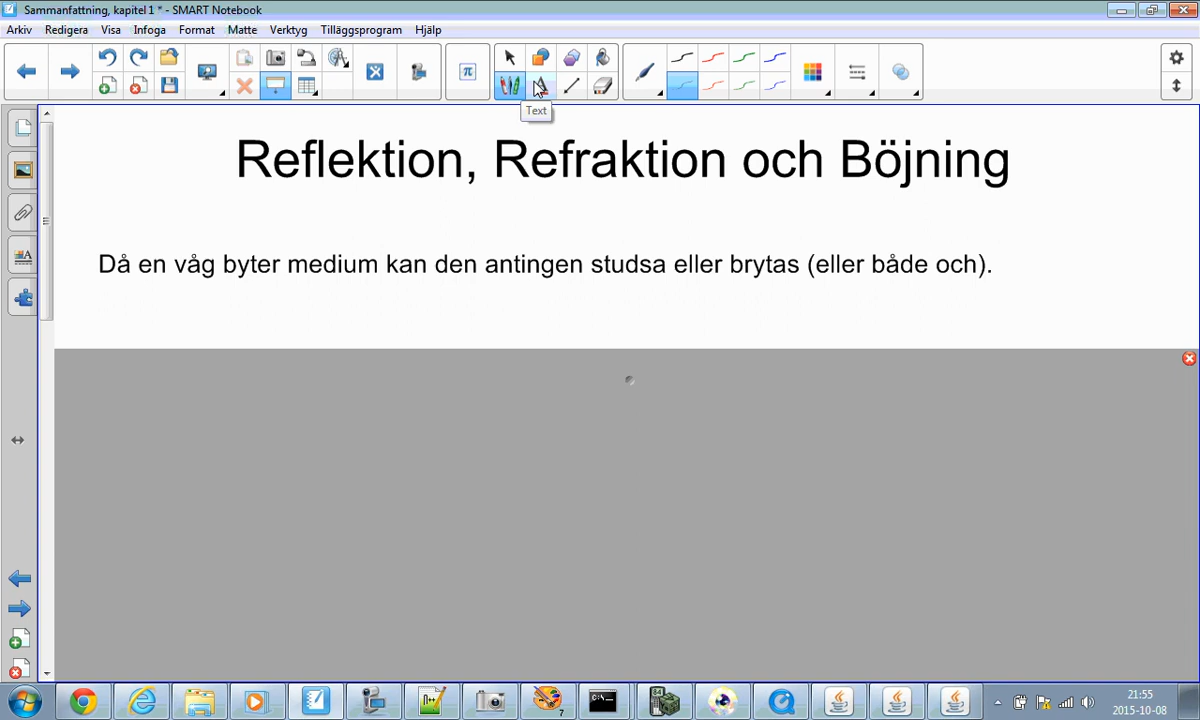 Sammanfattning, kapitel 1 * - SMART Notebook
Arkiv Redigera Visa Infoga Format Matte Verktyg Tilläggsprogram Hjälp
π
Text
Reflektion, Refraktion och Böjning
Då en våg byter medium kan den antingen studsa eller brytas (eller både och).
21:55
2015-10-08